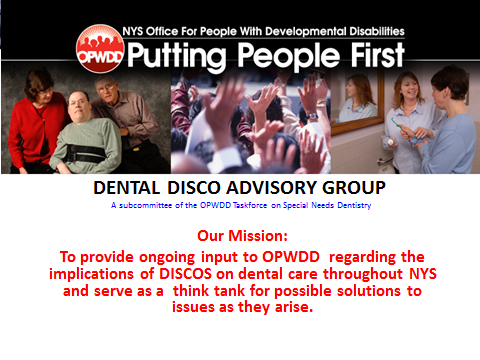 NYS Office For People With Developmental Disabilities
OPWDD
Putting People First
DENTAL DISCO ADVISORY GROUP
A subcommittee of the OPWDD Taskforce on Special Needs Dentistry
Our Mission:
To provide ongoing input to OPWDD regarding the
implications of DISCOS on dental care throughout NYS
and serve as a think tank for possible solutions to
issues as they arise.